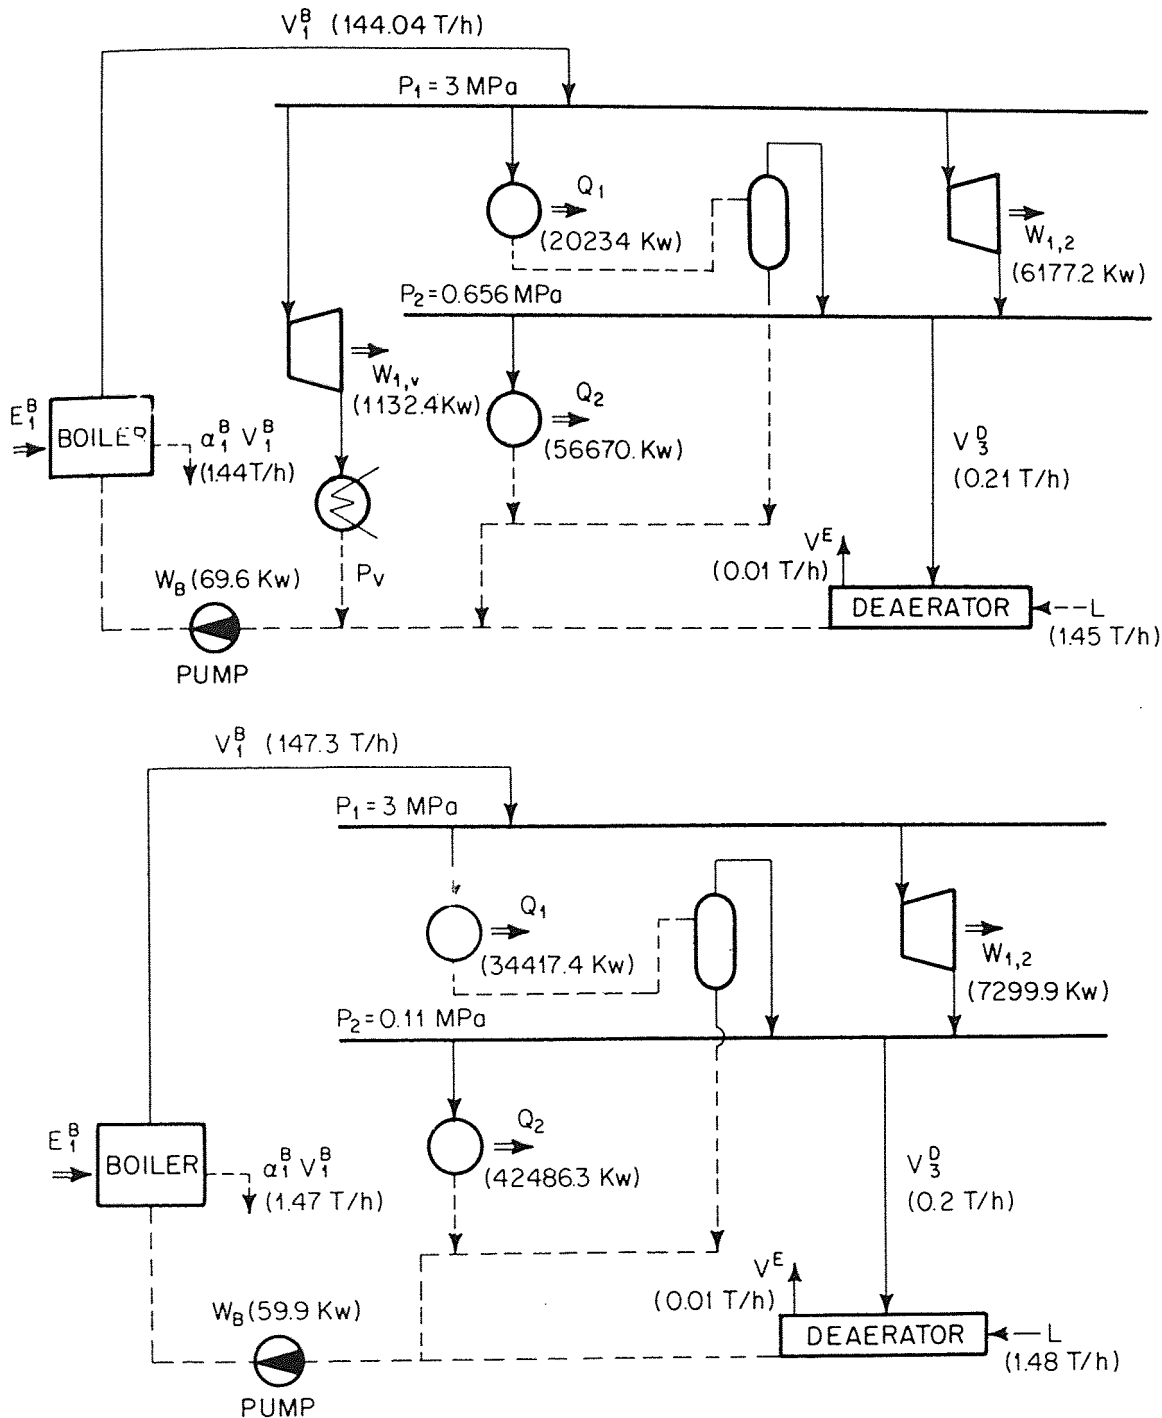 V₁ᴮ (144.04 T/h)
P₁ = 3 MPa
Q₁
(20234 Kw)
W₁,₂
(6177.2 Kw)
P₂=0.656 MPa
W₁,ᵥ
(1132.4 Kw)
Q₂
(56670. Kw)
E₁ᴮ
BOILER
α₁ᴮ V₁ᴮ
(1.44 T/h)
V₃ᴰ
(0.21 T/h)
Vᴱ
(0.01 T/h)
W_B (69.6 Kw)
Pᵥ
DEAERATOR
L
(1.45 T/h)
PUMP
V₁ᴮ (147.3 T/h)
P₁ = 3 MPa
Q₁
(34417.4 Kw)
W₁,₂
(7299.9 Kw)
P₂=0.11 MPa
Q₂
(42486.3 Kw)
E₁ᴮ
BOILER
α₁ᴮ V₁ᴮ
(1.47 T/h)
V₃ᴰ
(0.2 T/h)
Vᴱ
(0.01 T/h)
W_B (59.9 Kw)
DEAERATOR
L
(1.48 T/h)
PUMP